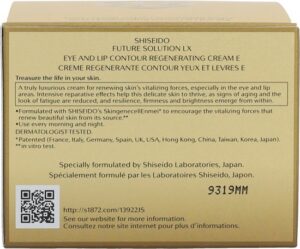 SHISEIDO
FUTURE SOLUTION LX
EYE AND LIP CONTOUR REGENERATING CREAM E
CREME REGENERANTE CONTOUR YEUX ET LEVRES E
Treasure the life in your skin.
A truly luxurious cream for renewing skin's vitalizing forces, especially in the eye and lip
areas. Intensive reparative effects help this delicate skin to thrive, as signs of aging and the
look of fatigue are reduced, and resilience, firmness and brightness emerge from within.
•Formulated with SHISEIDO's SkingenecellEnmei* to encourage the vitalizing forces that
renew beautiful skin from its source.**
•Use every morning and night.
DERMATOLOGIST TESTED.
*Patented (France, Italy, Germany, Spain, UK, USA, Hong Kong, China, Taiwan, Korea, Japan).
**in vitro test.
Specially formulated by Shiseido Laboratories, Japan.
Spécialement formulé par les Laboratoires Shiseido, Japon.
9319MM
https://s1872.com/1392215
See our website for more information and instructions.
Consultez notre site internet pour plus d'informations.